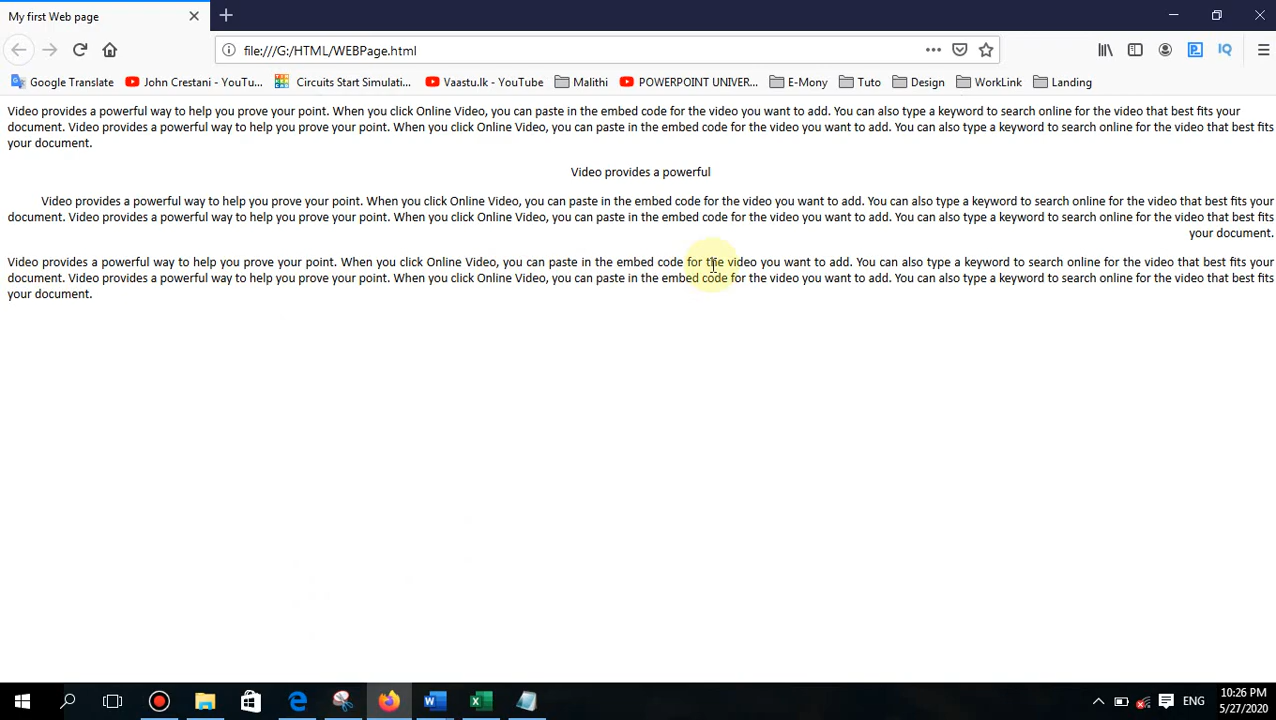 My first Web page
file:///G:/HTML/WEBPage.html
Google Translate John Crestani - YouTu... Circuits Start Simulati... Vaastu.lk - YouTube Malithi POWERPOINT UNIVER... E-Mony Tuto Design WorkLink Landing
Video provides a powerful way to help you prove your point. When you click Online Video, you can paste in the embed code for the video you want to add. You can also type a keyword to search online for the video that best fits your
document. Video provides a powerful way to help you prove your point. When you click Online Video, you can paste in the embed code for the video you want to add. You can also type a keyword to search online for the video that best fits
your document.
Video provides a powerful
Video provides a powerful way to help you prove your point. When you click Online Video, you can paste in the embed code for the video you want to add. You can also type a keyword to search online for the video that best fits your
document. Video provides a powerful way to help you prove your point. When you click Online Video, you can paste in the embed code for the video you want to add. You can also type a keyword to search online for the video that best fits
your document.
Video provides a powerful way to help you prove your point. When you click Online Video, you can paste in the embed code for the video you want to add. You can also type a keyword to search online for the video that best fits your
document. Video provides a powerful way to help you prove your point. When you click Online Video, you can paste in the embed code for the video you want to add. You can also type a keyword to search online for the video that best fits
your document.
ENG
10:26 PM
5/27/2020